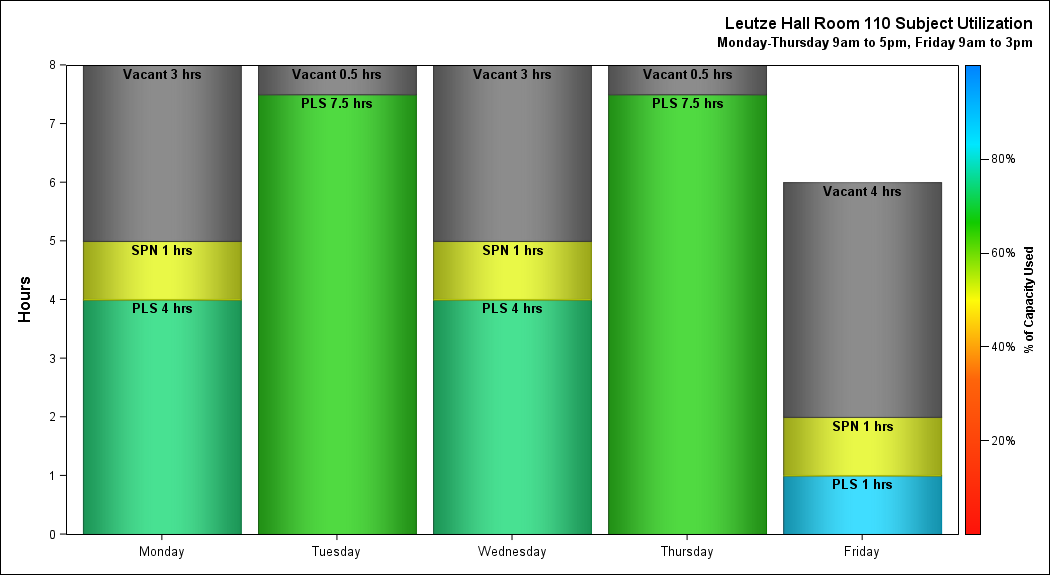 Leutze Hall Room 110 Subject Utilization
Monday-Thursday 9am to 5pm, Friday 9am to 3pm
Hours
8
7
6
5
4
3
2
1
0
Vacant 3 hrs
SPN 1 hrs
PLS 4 hrs
Vacant 0.5 hrs
PLS 7.5 hrs
Vacant 3 hrs
SPN 1 hrs
PLS 4 hrs
Vacant 0.5 hrs
PLS 7.5 hrs
Vacant 4 hrs
SPN 1 hrs
PLS 1 hrs
Monday
Tuesday
Wednesday
Thursday
Friday
80%
60%
40%
20%
% of Capacity Used